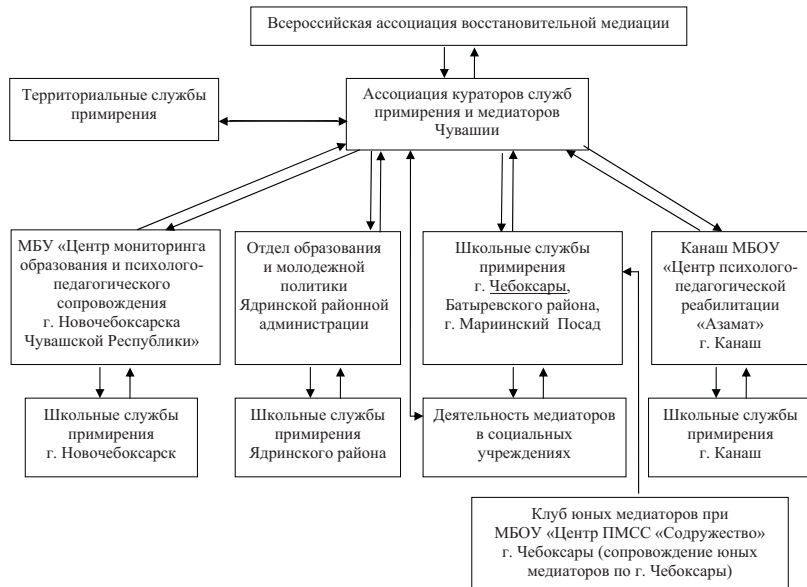 Всероссийская ассоциация восстановительной медиации
Территориальные службы
примирения
Ассоциация кураторов служб
примирения и медиаторов
Чувашии
МБУ «Центр мониторинга
образования и психолого-
педагогического
сопровождения
г. Новочебоксарска
Чувашской Республики»
Отдел образования
и молодежной
политики
Ядринской районной
администрации
Школьные службы
примирения
г. Чебоксары,
Батыревского района,
г. Мариинский Посад
Канаш МБОУ
«Центр психолого-
педагогической
реабилитации
«Азамат»
г. Канаш
Школьные службы
примирения
г. Новочебоксарск
Школьные службы
примирения
Ядринского района
Деятельность медиаторов
в социальных
учреждениях
Школьные службы
примирения
г. Канаш
Клуб юных медиаторов при
МБОУ «Центр ПМСС «Содружество»
г. Чебоксары (сопровождение юных
медиаторов по г. Чебоксары)